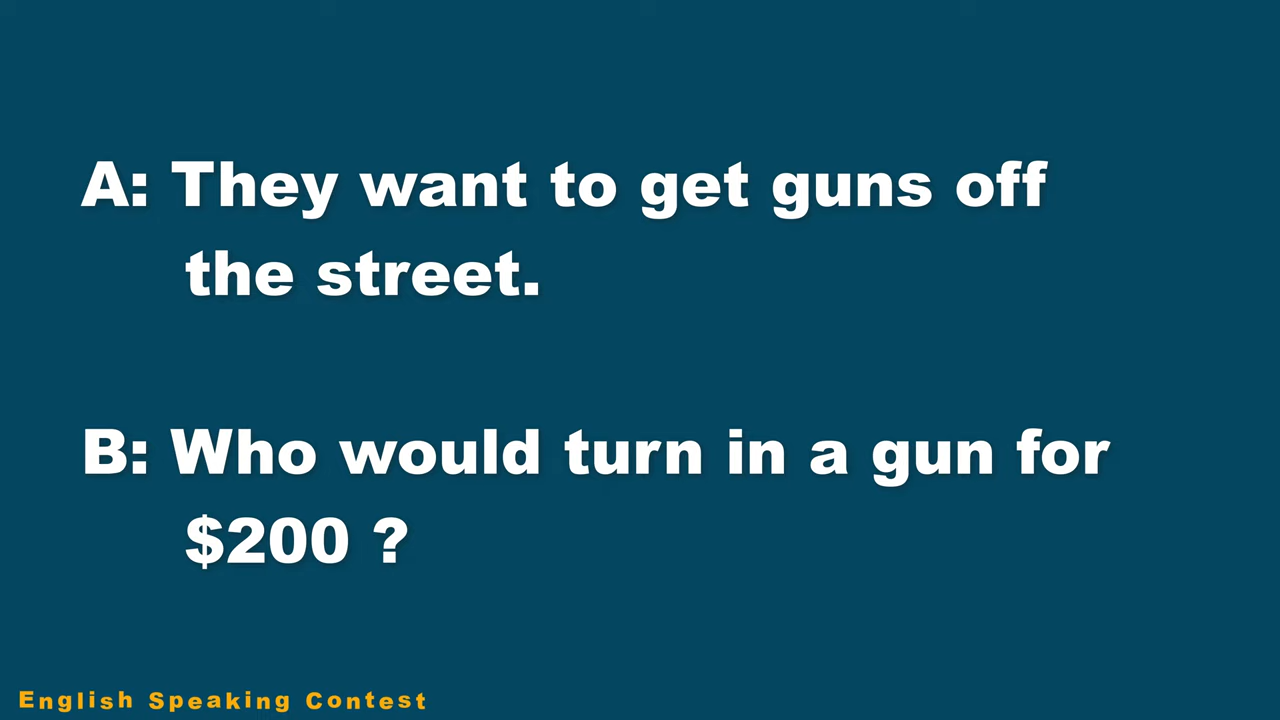 A: They want to get guns off
the street.
B: Who would turn in a gun for
$200 ?
English Speaking Contest